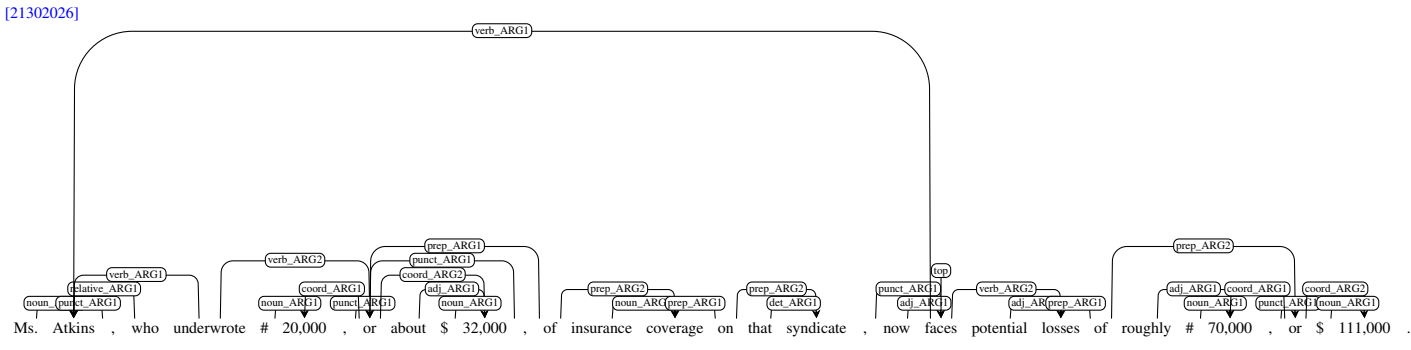 [21302026]
verb_ARG1
prep_ARG1 prep_ARG2
verb_ARG2 punct_ARG1
verb_ARG1 coord_ARG2 top
relative_ARG1 coord_ARG1 adj_ARG1 prep_ARG2 prep_ARG2 punct_ARG1 verb_ARG2 adj_ARG1 coord_ARG1 coord_ARG2
punct_ARG1 noun_ARG1 punct_ARG1 noun_ARG1 prep_ARG1 det_ARG1 adj_ARG1 prep_ARG1 noun_ARG1 noun_ARG1
Ms. Atkins , who underwrote # 20,000 , or about $ 32,000 , of insurance coverage on that syndicate , now faces potential losses of roughly # 70,000 , or $ 111,000 .